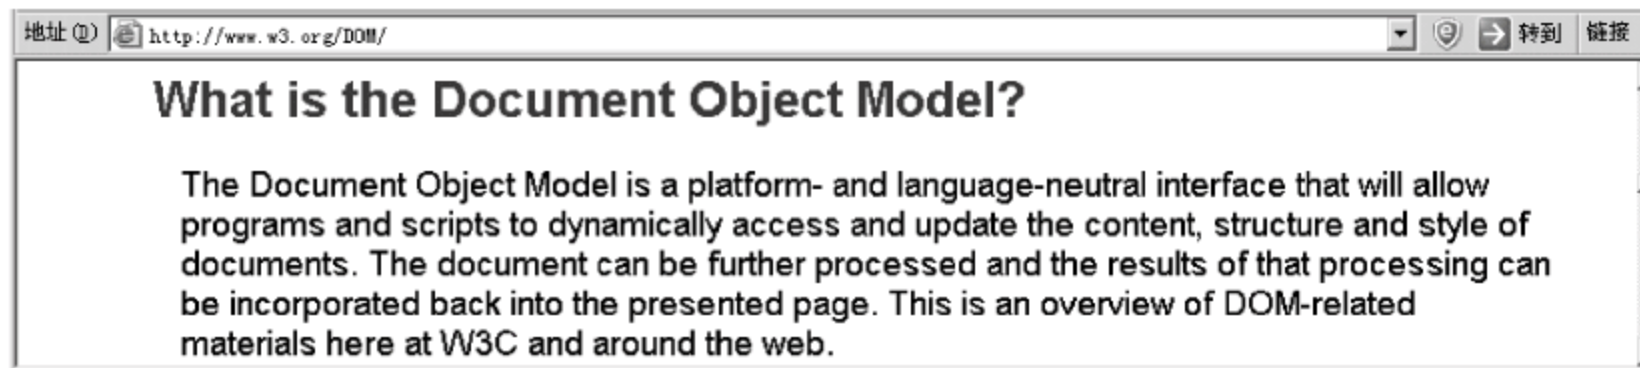 地址(D) http://www.w3.org/DOM/ 转到 链接
What is the Document Object Model?
The Document Object Model is a platform- and language-neutral interface that will allow
programs and scripts to dynamically access and update the content, structure and style of
documents. The document can be further processed and the results of that processing can
be incorporated back into the presented page. This is an overview of DOM-related
materials here at W3C and around the web.